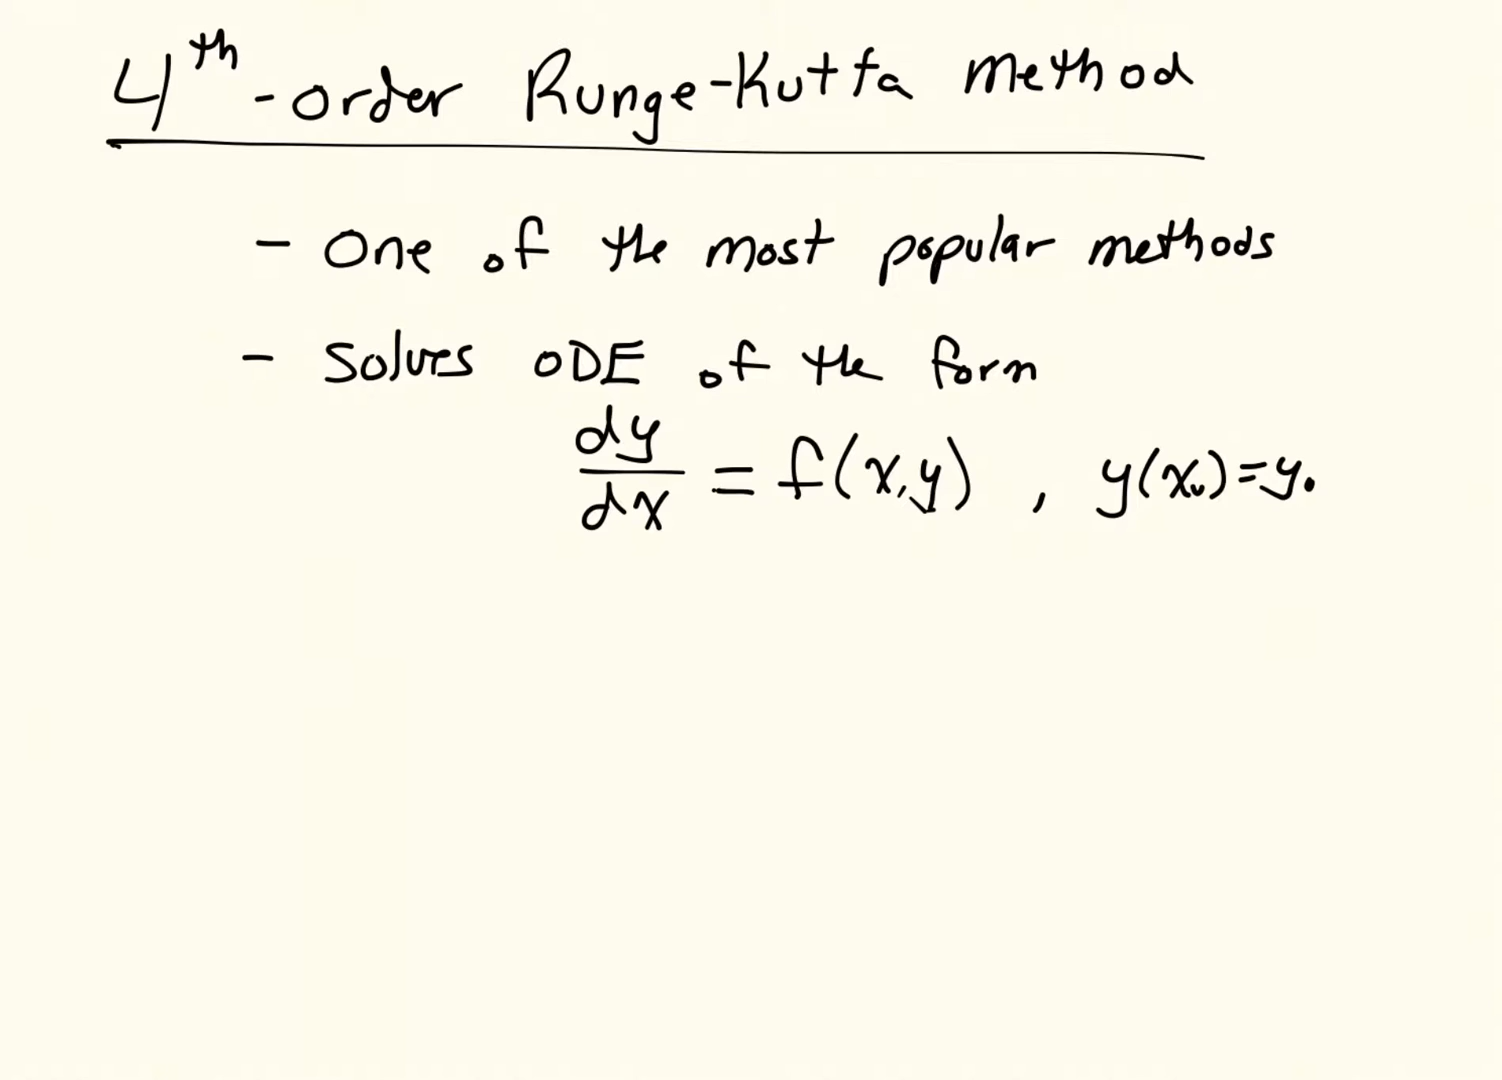 4th-order Runge-Kutta method
- One of the most popular methods
- Solves ODE of the form
dy/dx = f(x,y) , y(x₀)=y₀